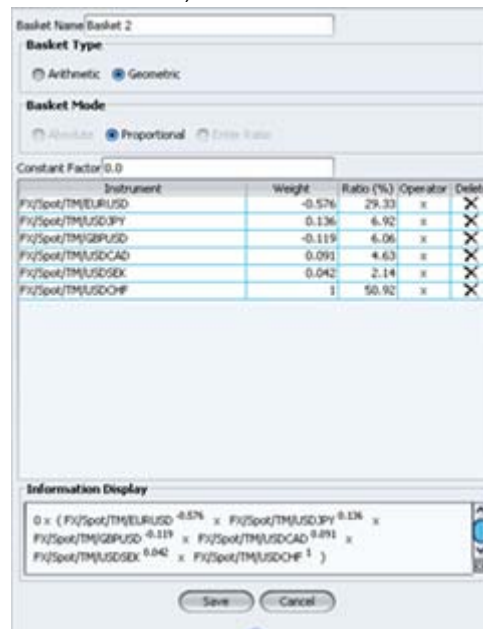 Basket Name Basket 2
Basket Type
Arithmetic Geometric
Basket Mode
Absolute Proportional Enter Ratio
Constant Factor 0.0
Instrument Weight Ratio (%) Operator Delet
FX/Spot/TM/EURUSD -0.576 29.33 x X
FX/Spot/TM/USDJPY 0.136 6.92 x X
FX/Spot/TM/GBPUSD -0.119 6.06 x X
FX/Spot/TM/USDCAD 0.091 4.63 x X
FX/Spot/TM/USDSEK 0.042 2.14 x X
FX/Spot/TM/USDCHF 1 50.92 x X
Information Display
0 x ( FX/Spot/TM/EURUSD -0.576 x FX/Spot/TM/USDJPY 0.136 x
FX/Spot/TM/GBPUSD -0.119 x FX/Spot/TM/USDCAD 0.091 x
FX/Spot/TM/USDSEK 0.042 x FX/Spot/TM/USDCHF 1 )
Save Cancel